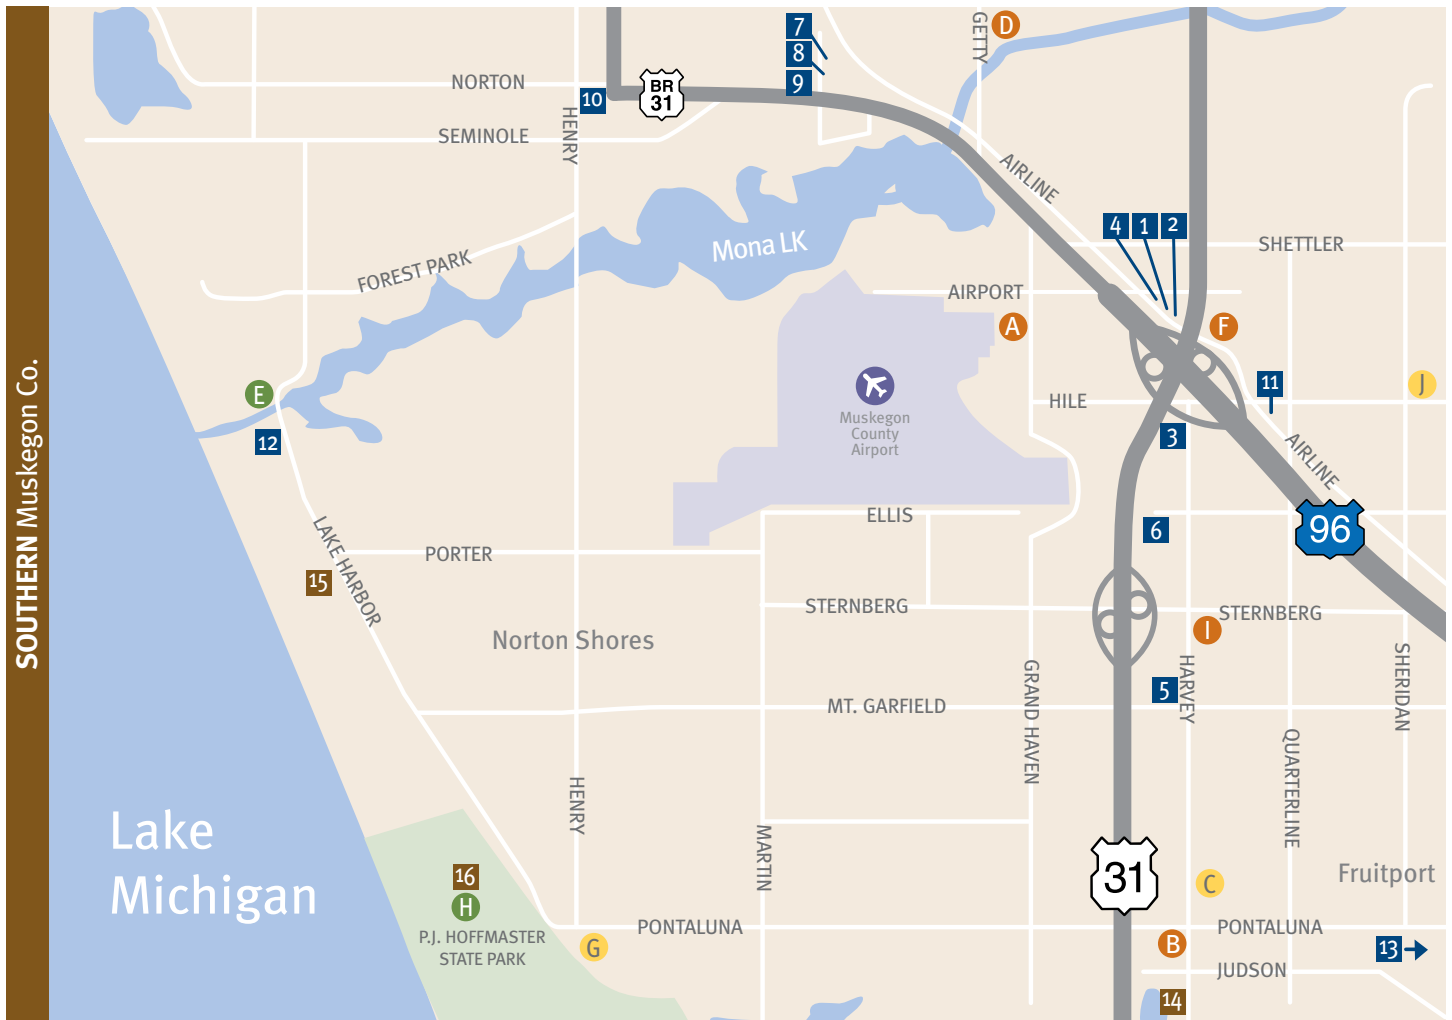 SOUTHERN Muskegon Co.
7
8
9
GETTY
D
NORTON
10
BR
31
HENRY
SEMINOLE
AIRLINE
4
1
2
SHETTLER
Mona LK
FOREST PARK
AIRPORT
A
F
E
12
Muskegon
County
Airport
HILE
11
J
3
AIRLINE
ELLIS
6
96
LAKE HARBOR
PORTER
15
STERNBERG
STERNBERG
I
Norton Shores
GRAND HAVEN
5
HARVEY
SHERIDAN
MT. GARFIELD
QUARTERLINE
HENRY
MARTIN
Lake
Michigan
16
H
P.J. HOFFMASTER
STATE PARK
G
PONTALUNA
31
C
Fruitport
PONTALUNA
B
13
JUDSON
14